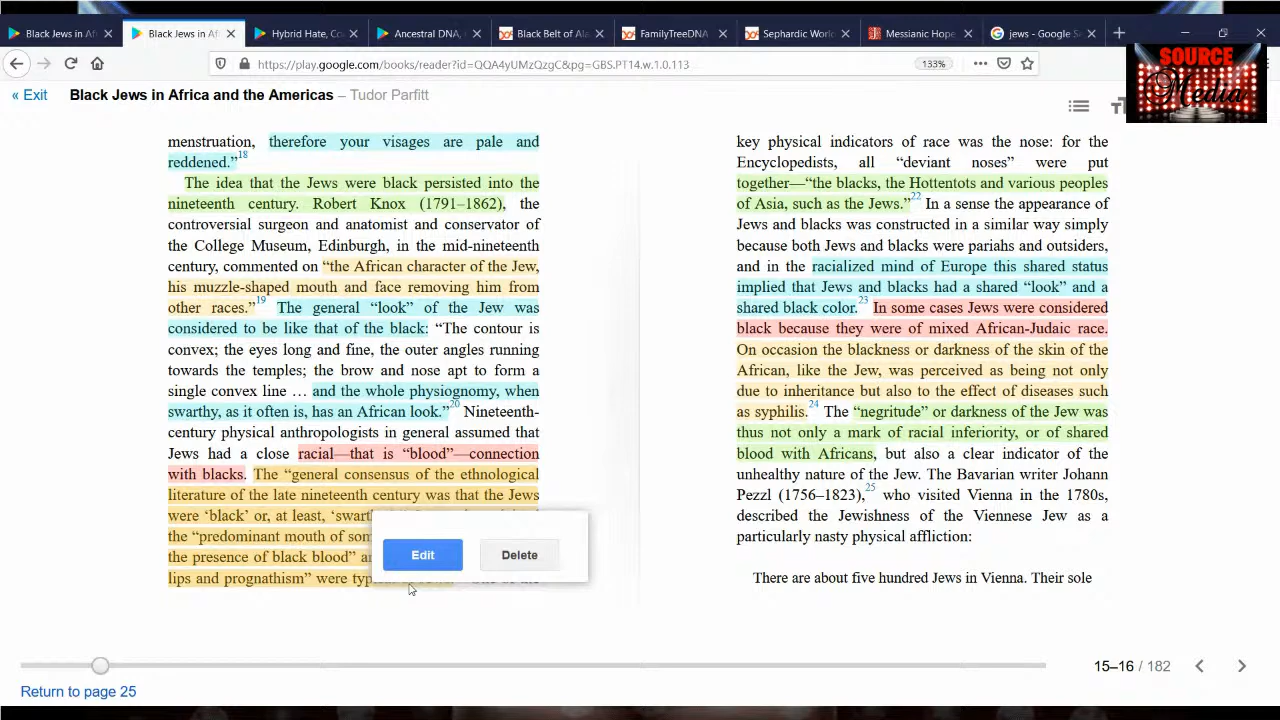 Black Jews in Af
Black Jews in Af
Hybrid Hate, Co
Ancestral DNA,
Black Belt of Ala
FamilyTreeDNA
Sephardic World
Messianic Hope
jews - Google Se
https://play.google.com/books/reader?id=OOA4yUMzQzgC&pg=GBS.PT14.w.1.0.113
133%
SOURCE
Media
« Exit
Black Jews in Africa and the Americas – Tudor Parfitt
menstruation, therefore your visages are pale and
reddened.”18
The idea that the Jews were black persisted into the
nineteenth century. Robert Knox (1791–1862), the
controversial surgeon and anatomist and conservator of
the College Museum, Edinburgh, in the mid-nineteenth
century, commented on “the African character of the Jew,
his muzzle-shaped mouth and face removing him from
other races.”19 The general “look” of the Jew was
considered to be like that of the black: “The contour is
convex; the eyes long and fine, the outer angles running
towards the temples; the brow and nose apt to form a
single convex line … and the whole physiognomy, when
swarthy, as it often is, has an African look.”20 Nineteenth-
century physical anthropologists in general assumed that
Jews had a close racial—that is “blood”—connection
with blacks. The “general consensus of the ethnological
literature of the late nineteenth century was that the Jews
were ‘black’ or, at least, ‘swart
the “predominant mouth of som
the presence of black blood” a
lips and prognathism” were typ
Edit
Delete
key physical indicators of race was the nose: for the
Encyclopedists, all “deviant noses” were put
together—“the blacks, the Hottentots and various peoples
of Asia, such as the Jews.”22 In a sense the appearance of
Jews and blacks was constructed in a similar way simply
because both Jews and blacks were pariahs and outsiders,
and in the racialized mind of Europe this shared status
implied that Jews and blacks had a shared “look” and a
shared black color.23 In some cases Jews were considered
black because they were of mixed African-Judaic race.
On occasion the blackness or darkness of the skin of the
African, like the Jew, was perceived as being not only
due to inheritance but also to the effect of diseases such
as syphilis.24 The “negritude” or darkness of the Jew was
thus not only a mark of racial inferiority, or of shared
blood with Africans, but also a clear indicator of the
unhealthy nature of the Jew. The Bavarian writer Johann
Pezzl (1756–1823),25 who visited Vienna in the 1780s,
described the Jewishness of the Viennese Jew as a
particularly nasty physical affliction:
There are about five hundred Jews in Vienna. Their sole
15–16 / 182
Return to page 25